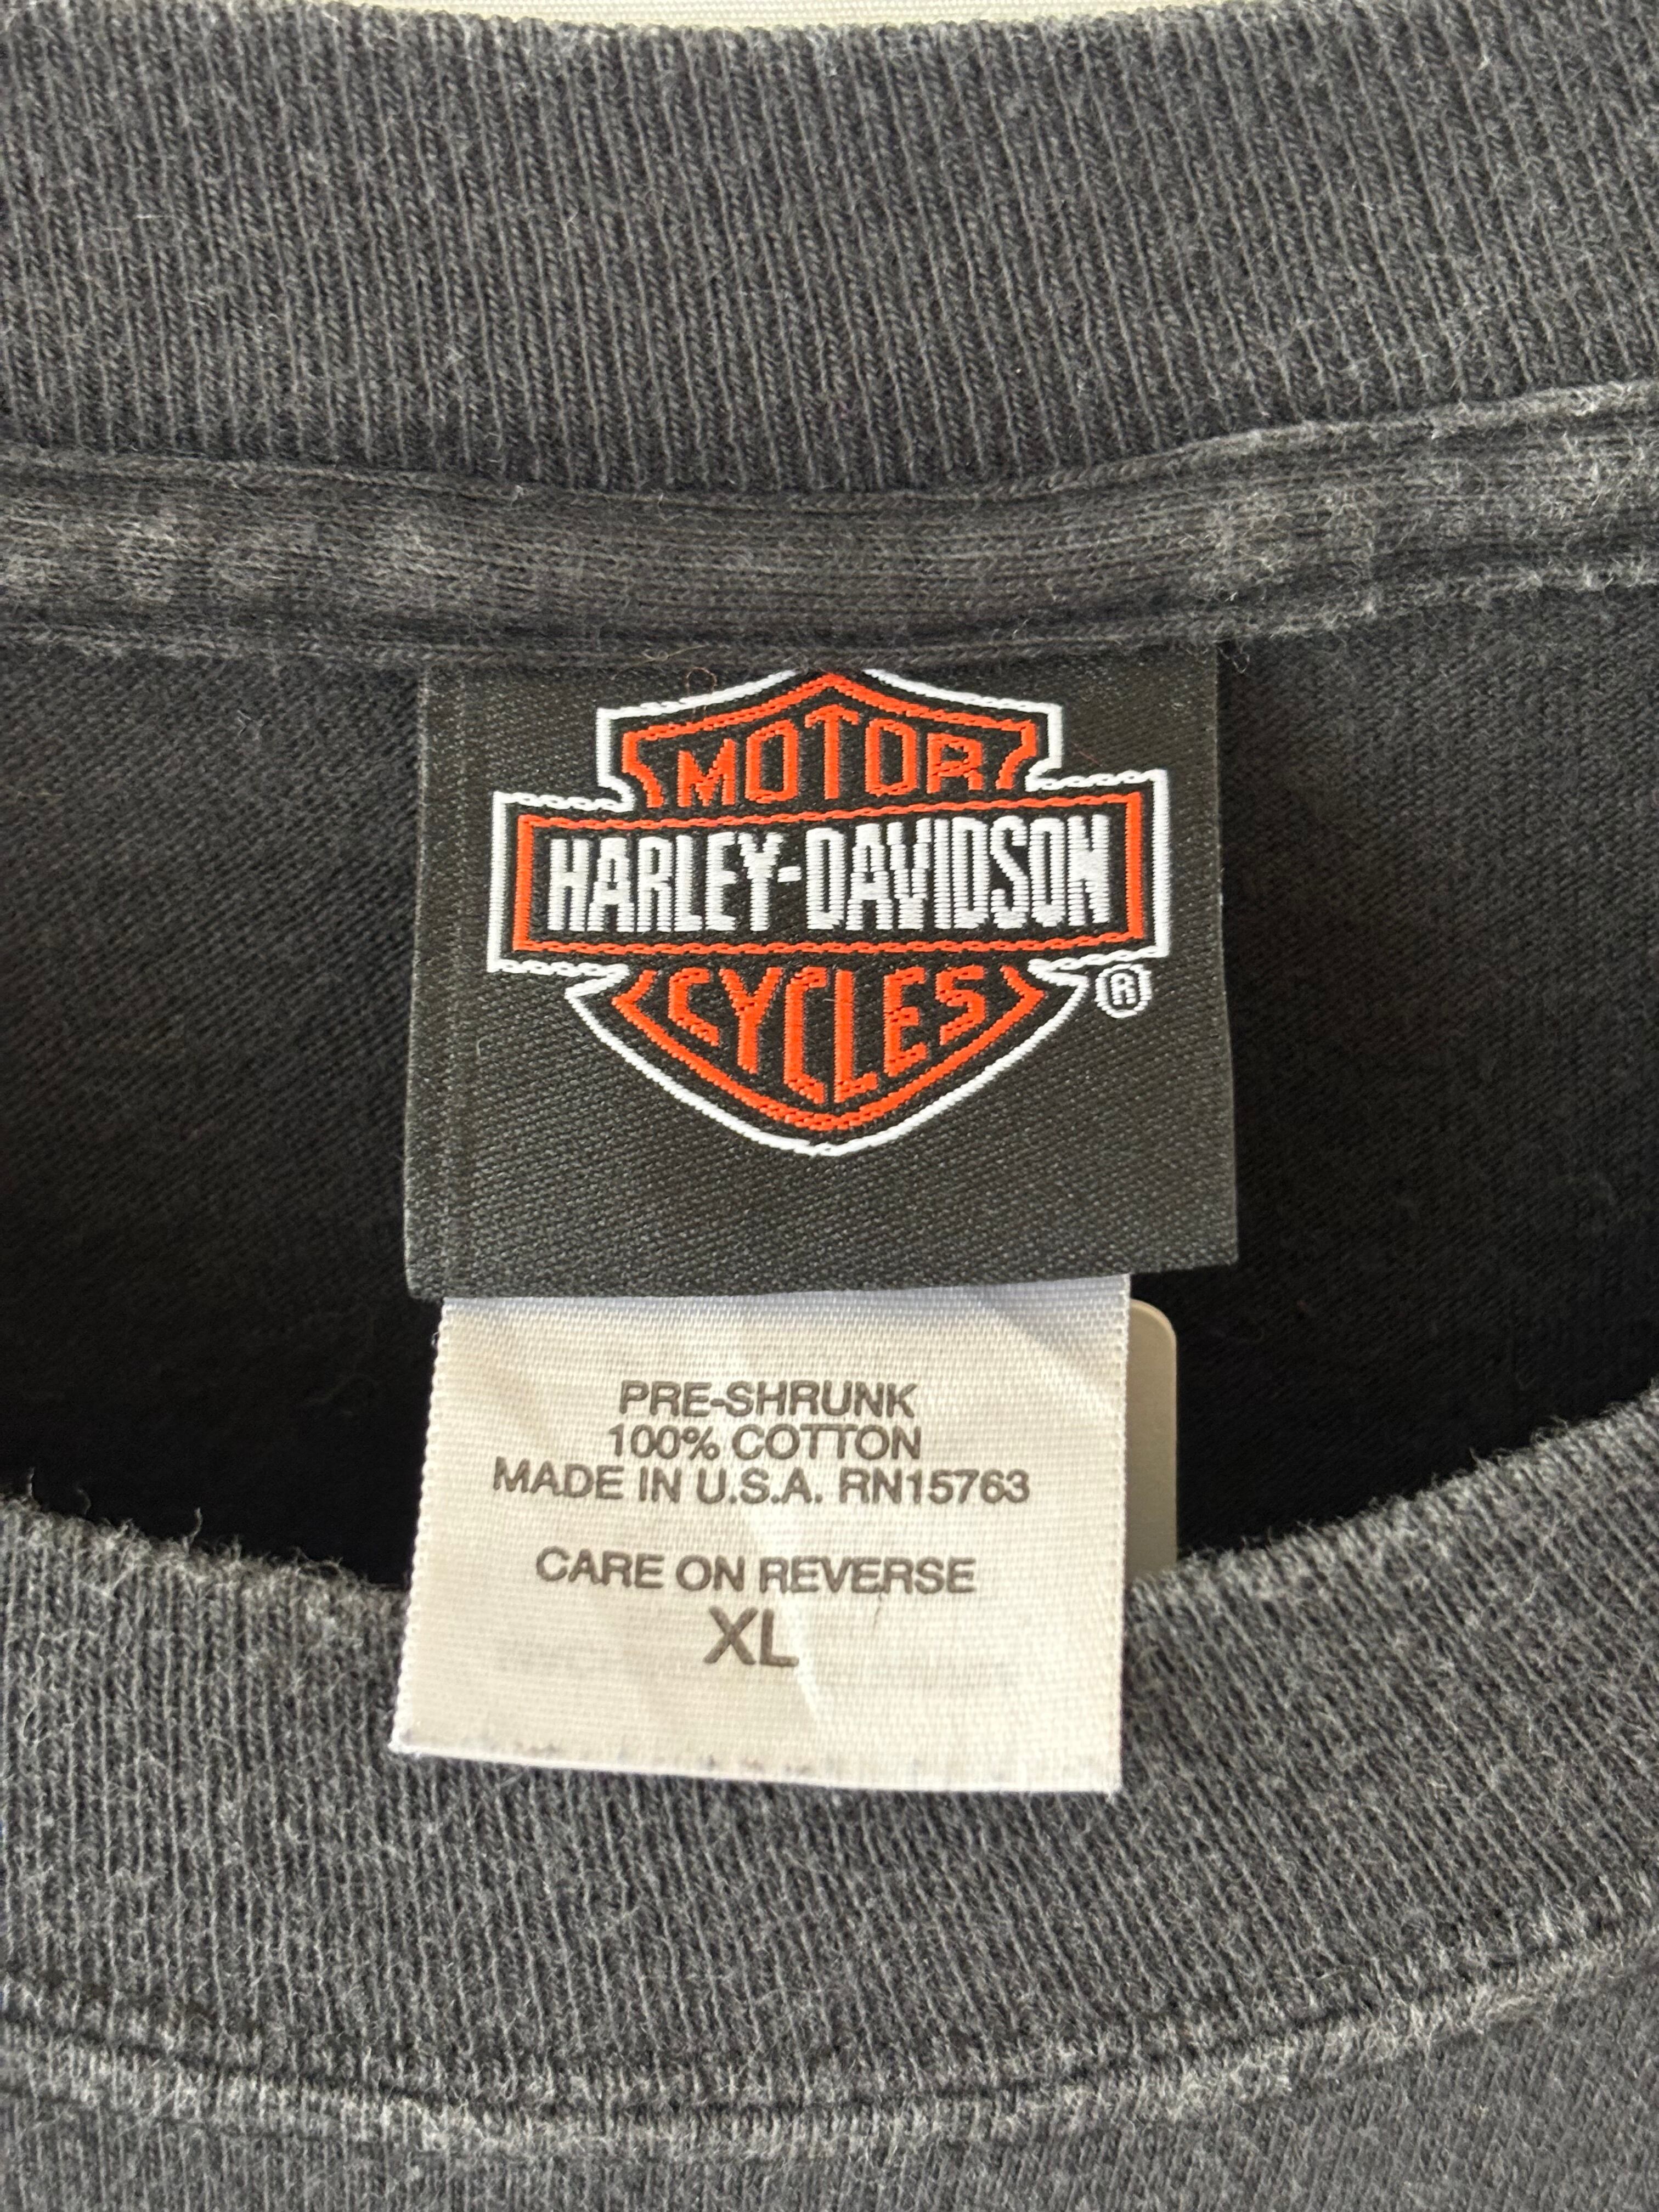 MOTOR
HARLEY-DAVIDSON
CYCLES
®
PRE-SHRUNK
100% COTTON
MADE IN U.S.A. RN15763
CARE ON REVERSE
XL